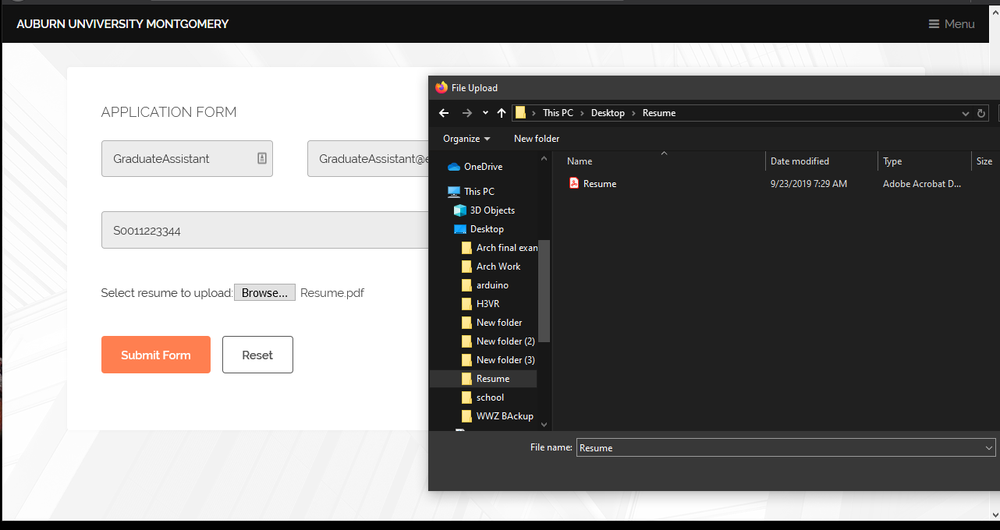 AUBURN UNVIVERSITY MONTGOMERY
Menu
APPLICATION FORM
GraduateAssistant
GraduateAssistant@e
S0011223344
Select resume to upload: Browse... Resume.pdf
Submit Form
Reset
File Upload
This PC > Desktop > Resume
Organize
New folder
OneDrive
This PC
3D Objects
Desktop
Arch final exan
Arch Work
arduino
H3VR
New folder
New folder (2)
New folder (3)
Resume
school
WWZ BAckup
Name Date modified Type Size
Resume 9/23/2019 7:29 AM Adobe Acrobat D...
File name: Resume